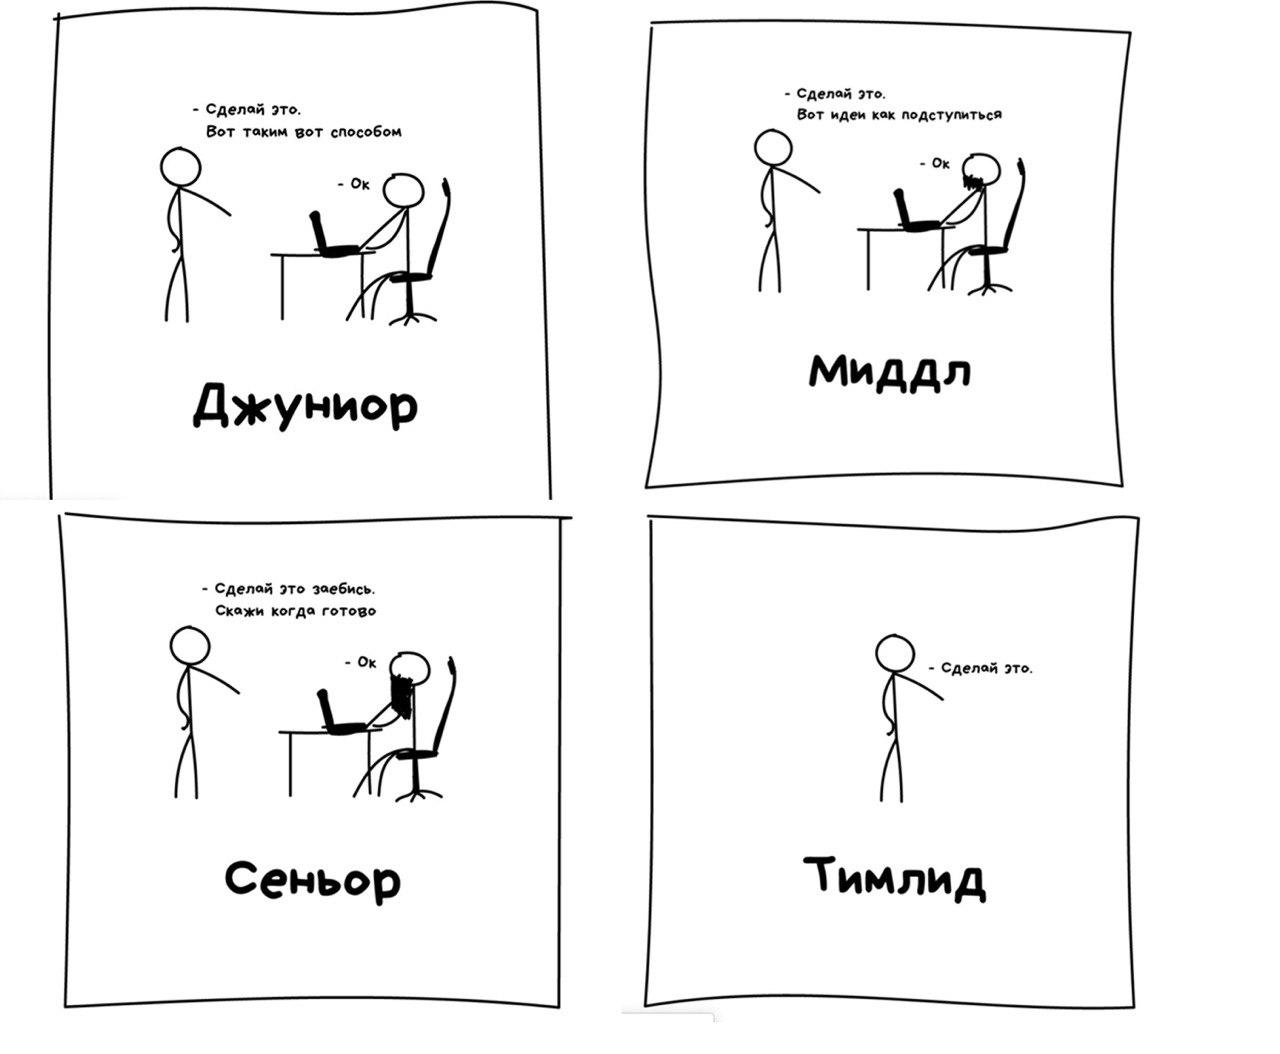 - Сделай это.
Вот таким вот способом
- Ок
Джуниор
- Сделай это.
Вот идеи как подступиться
- Ок
Миддл
- Сделай это заебись.
Скажи когда готово
- Ок
Сеньор
- Сделай это.
Тимлид